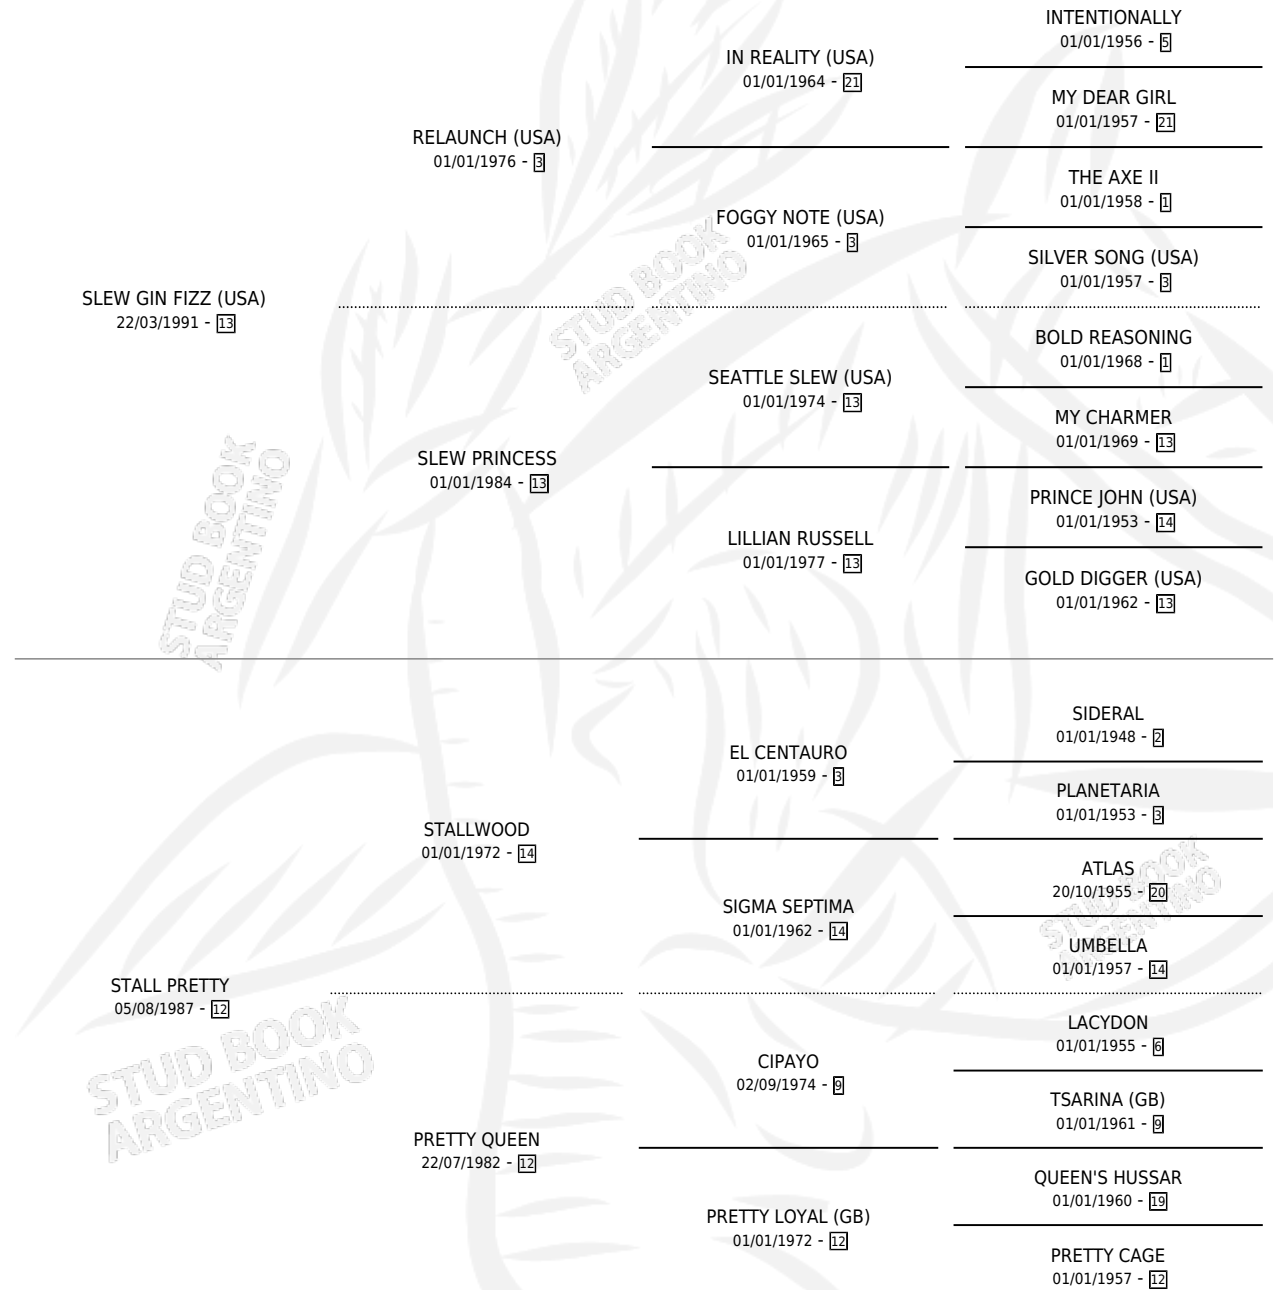 INTENTIONALLY
01/01/1956 - 5
IN REALITY (USA)
01/01/1964 - 21
MY DEAR GIRL
01/01/1957 - 21
RELAUNCH (USA)
01/01/1976 - 3
THE AXE II
01/01/1958 - 1
FOGGY NOTE (USA)
01/01/1965 - 3
SILVER SONG (USA)
01/01/1957 - 3
SLEW GIN FIZZ (USA)
22/03/1991 - 13
STUD BOOK
ARGENTINO
BOLD REASONING
01/01/1968 - 1
SEATTLE SLEW (USA)
01/01/1974 - 13
MY CHARMER
01/01/1969 - 13
SLEW PRINCESS
01/01/1984 - 13
PRINCE JOHN (USA)
01/01/1953 - 14
LILLIAN RUSSELL
01/01/1977 - 13
GOLD DIGGER (USA)
01/01/1962 - 13
STUD BOOK
ARGENTINO
SIDERAL
01/01/1948 - 2
EL CENTAURO
01/01/1959 - 3
PLANETARIA
01/01/1953 - 3
STALLWOOD
01/01/1972 - 14
ATLAS
20/10/1955 - 20
SIGMA SEPTIMA
01/01/1962 - 14
UMBELLA
01/01/1957 - 14
STUD BOOK
ARGENTINO
STALL PRETTY
05/08/1987 - 12
LACYDON
01/01/1955 - 6
CIPAYO
02/09/1974 - 9
TSARINA (GB)
01/01/1961 - 9
STUD BOOK
ARGENTINO
PRETTY QUEEN
22/07/1982 - 12
QUEEN'S HUSSAR
01/01/1960 - 19
PRETTY LOYAL (GB)
01/01/1972 - 12
PRETTY CAGE
01/01/1957 - 12